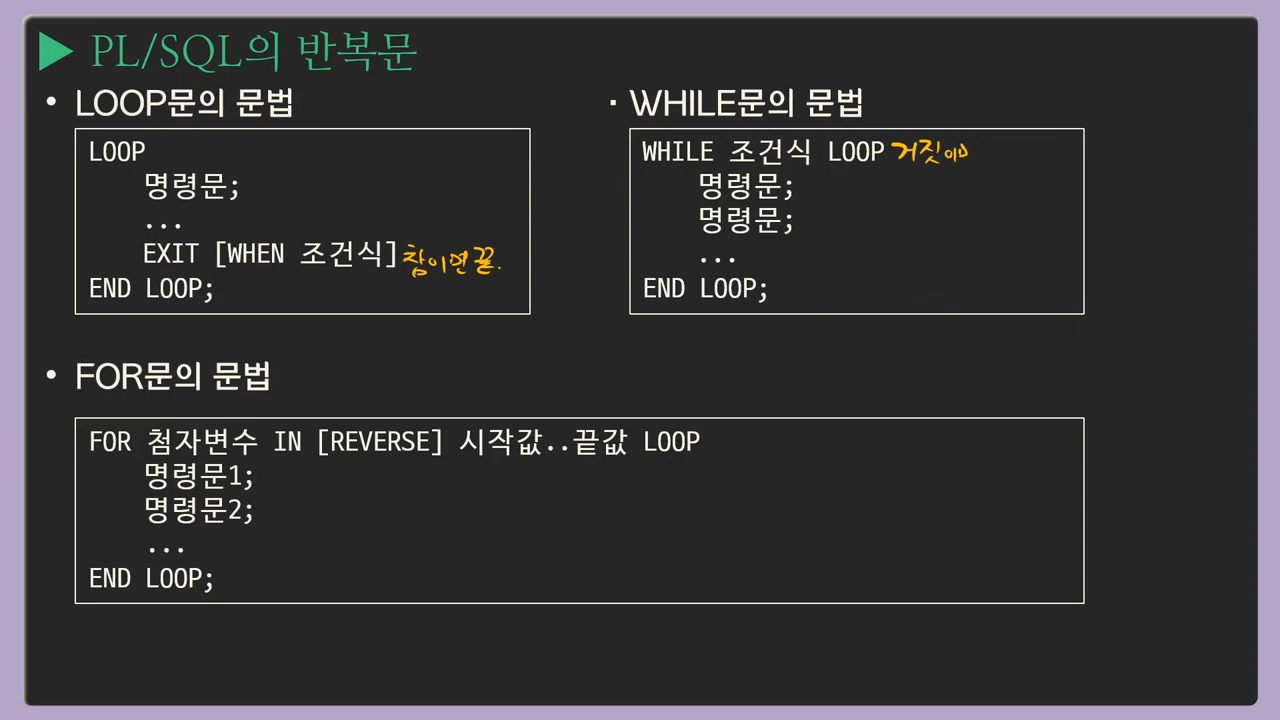 PL/SQL의 반복문
• LOOP문의 문법
LOOP
명령문;
...
EXIT [WHEN 조건식] 참이면 끝.
END LOOP;
· WHILE문의 문법
WHILE 조건식 LOOP
명령문;
명령문;
...
END LOOP;
• FOR문의 문법
FOR 첨자변수 IN [REVERSE] 시작값..끝값 LOOP
명령문1;
명령문2;
...
END LOOP;